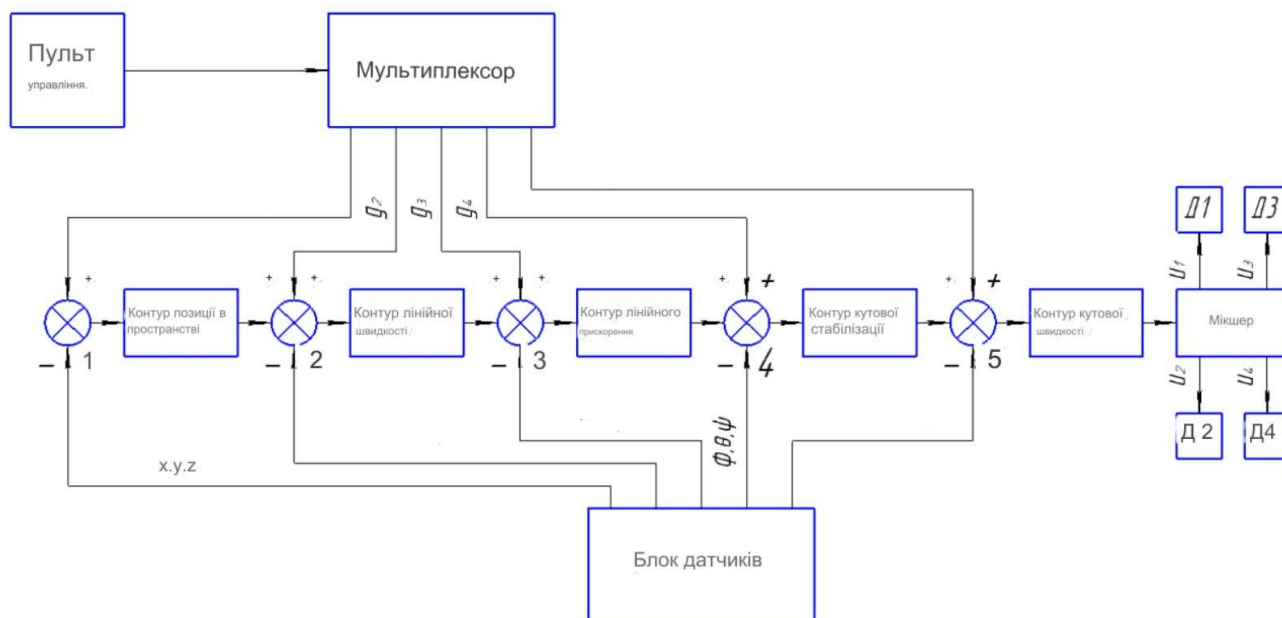 Пульт
управління.
Мультиплексор
g2
g3
g4
Д1
Д3
U1
U3
+
+
+
+
+
+
+
Контур позиції в
пространстві
Контур лінійної
швидкості
Контур лінійного
прискорення
Контур кутової
стабілізації
Контур кутової
швидкості
Мікшер
− 1
− 2
− 3
− 4
− 5
U2
U4
Д 2
Д4
x.y.z
Ф,θ,ψ
Блок датчиків